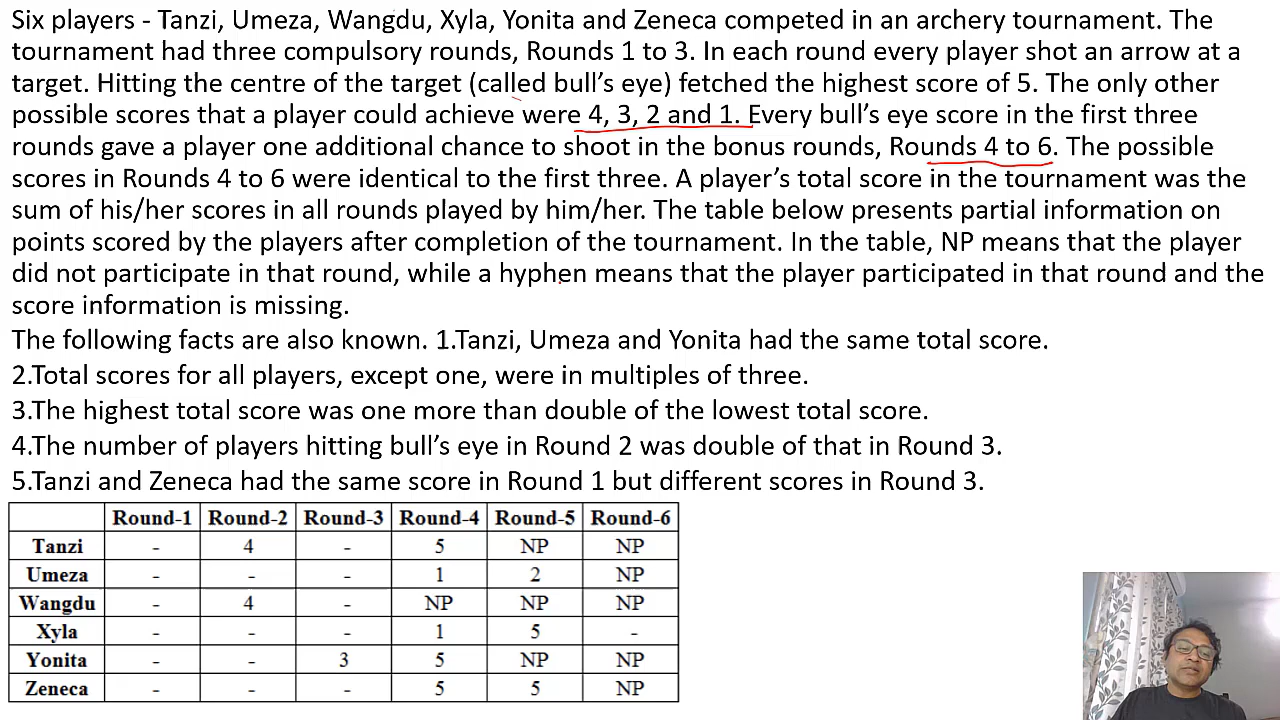 Six players - Tanzi, Umeza, Wangdu, Xyla, Yonita and Zeneca competed in an archery tournament. The
tournament had three compulsory rounds, Rounds 1 to 3. In each round every player shot an arrow at a
target. Hitting the centre of the target (called bull's eye) fetched the highest score of 5. The only other
possible scores that a player could achieve were 4, 3, 2 and 1. Every bull's eye score in the first three
rounds gave a player one additional chance to shoot in the bonus rounds, Rounds 4 to 6. The possible
scores in Rounds 4 to 6 were identical to the first three. A player's total score in the tournament was the
sum of his/her scores in all rounds played by him/her. The table below presents partial information on
points scored by the players after completion of the tournament. In the table, NP means that the player
did not participate in that round, while a hyphen means that the player participated in that round and the
score information is missing.
The following facts are also known. 1.Tanzi, Umeza and Yonita had the same total score.
2.Total scores for all players, except one, were in multiples of three.
3.The highest total score was one more than double of the lowest total score.
4.The number of players hitting bull's eye in Round 2 was double of that in Round 3.
5.Tanzi and Zeneca had the same score in Round 1 but different scores in Round 3.
Round-1 Round-2 Round-3 Round-4 Round-5 Round-6
Tanzi - 4 - 5 NP NP
Umeza - - - 1 2 NP
Wangdu - 4 - NP NP NP
Xyla - - - 1 5 -
Yonita - - 3 5 NP NP
Zeneca - - - 5 5 NP